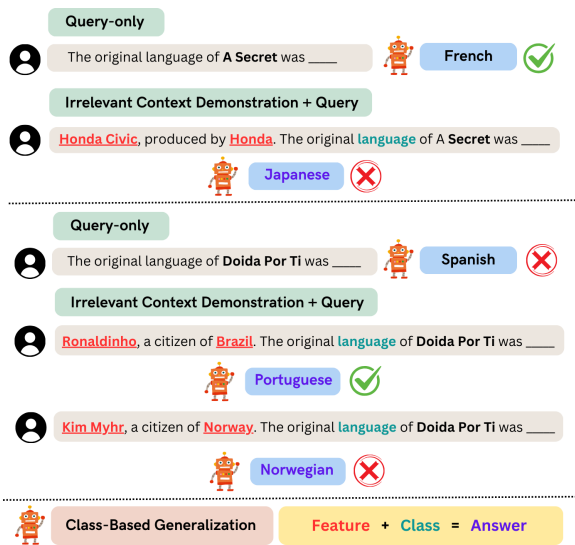 Query-only
The original language of A Secret was ____
French
Irrelevant Context Demonstration + Query
Honda Civic, produced by Honda. The original language of A Secret was ____
Japanese
Query-only
The original language of Doida Por Ti was ____
Spanish
Irrelevant Context Demonstration + Query
Ronaldinho, a citizen of Brazil. The original language of Doida Por Ti was ____
Portuguese
Kim Myhr, a citizen of Norway. The original language of Doida Por Ti was ____
Norwegian
Class-Based Generalization
Feature + Class = Answer